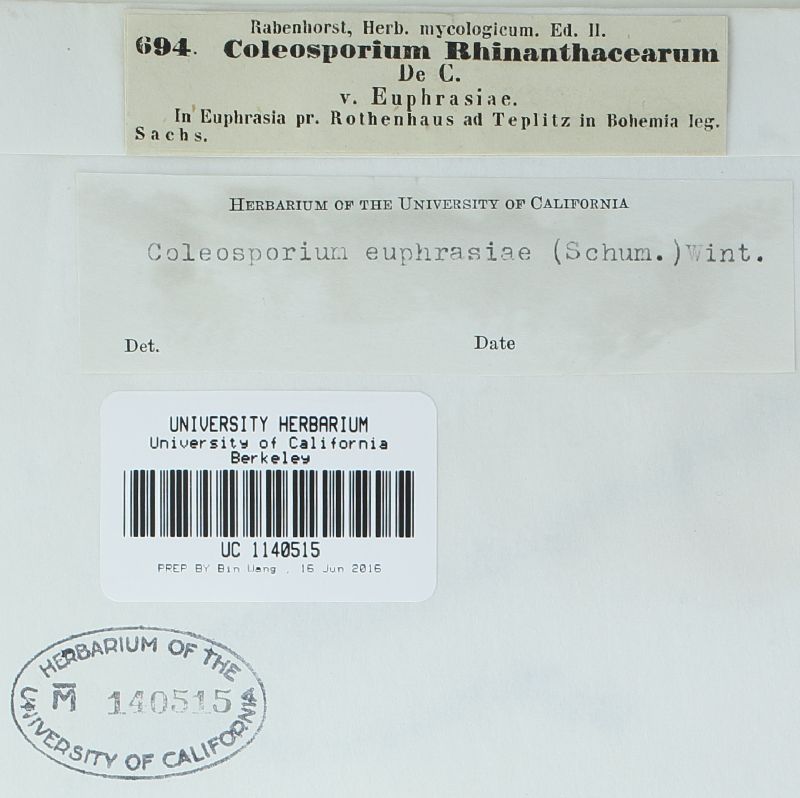 Rabenhorst, Herb. mycologicum. Ed. II.
694. Coleosporium Rhinanthacearum
De C.
v. Euphrasiae.
In Euphrasia pr. Rothenhaus ad Teplitz in Bohemia leg.
Sachs.
HERBARIUM OF THE UNIVERSITY OF CALIFORNIA
Coleosporium euphrasiae (Schum.)Wint.
Det. Date
UNIVERSITY HERBARIUM
University of California
Berkeley
UC 1140515
PREP BY Bin Wang , 16 Jun 2016
HERBARIUM OF THE
M 140515
UNIVERSITY OF CALIFORNIA